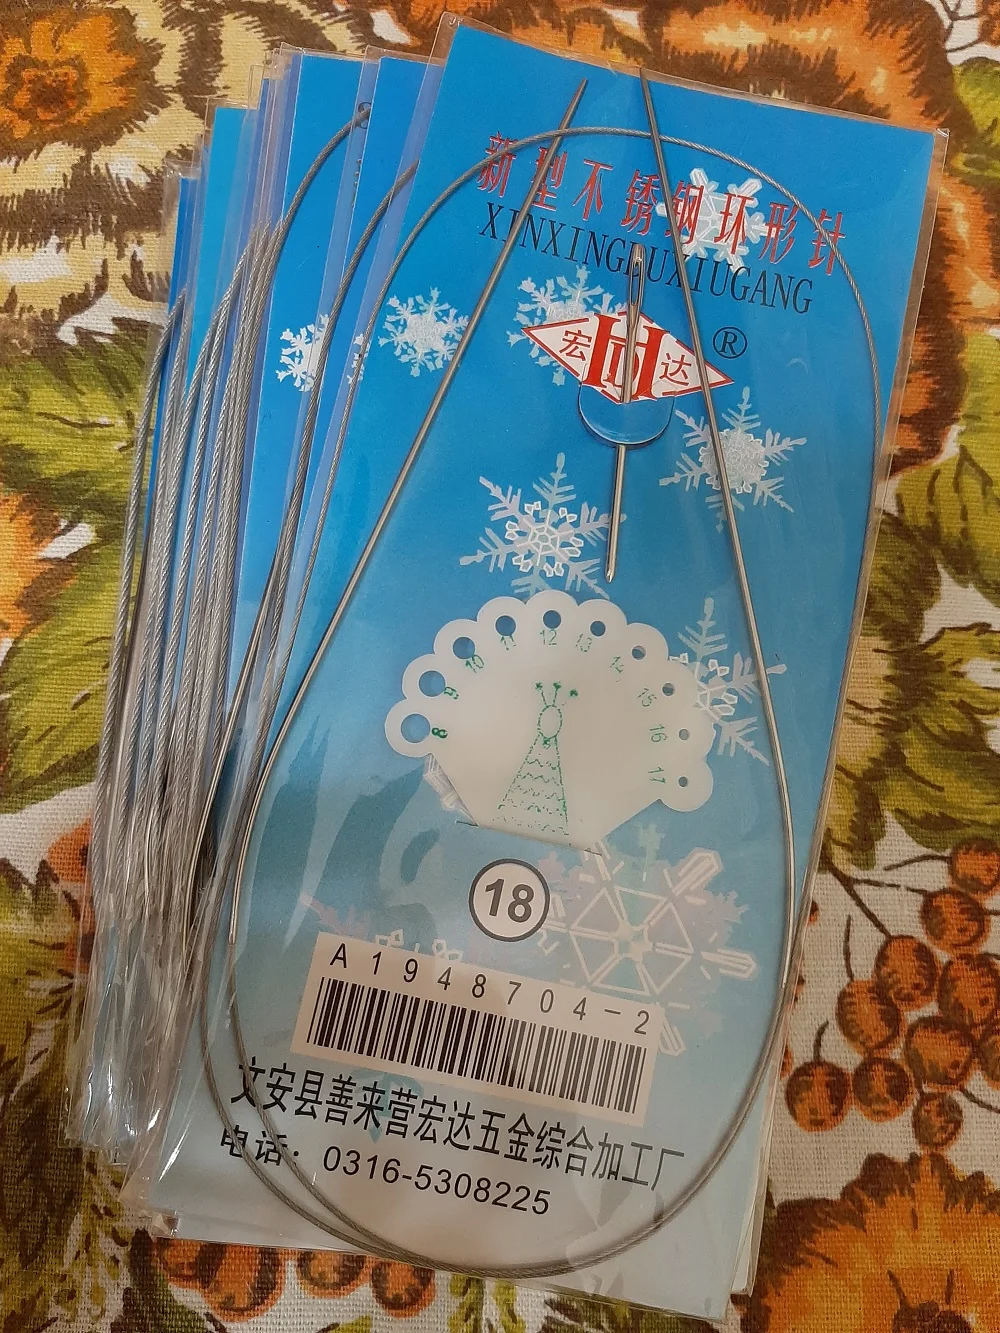 新型不锈钢环形针
XINXINGBUXIUGANG
宏 HD 达 ®
8 9 10 11 12 13 14 15 16 17
18
A1948704-2
文安县善来营宏达五金综合加工厂
电话：0316-5308225